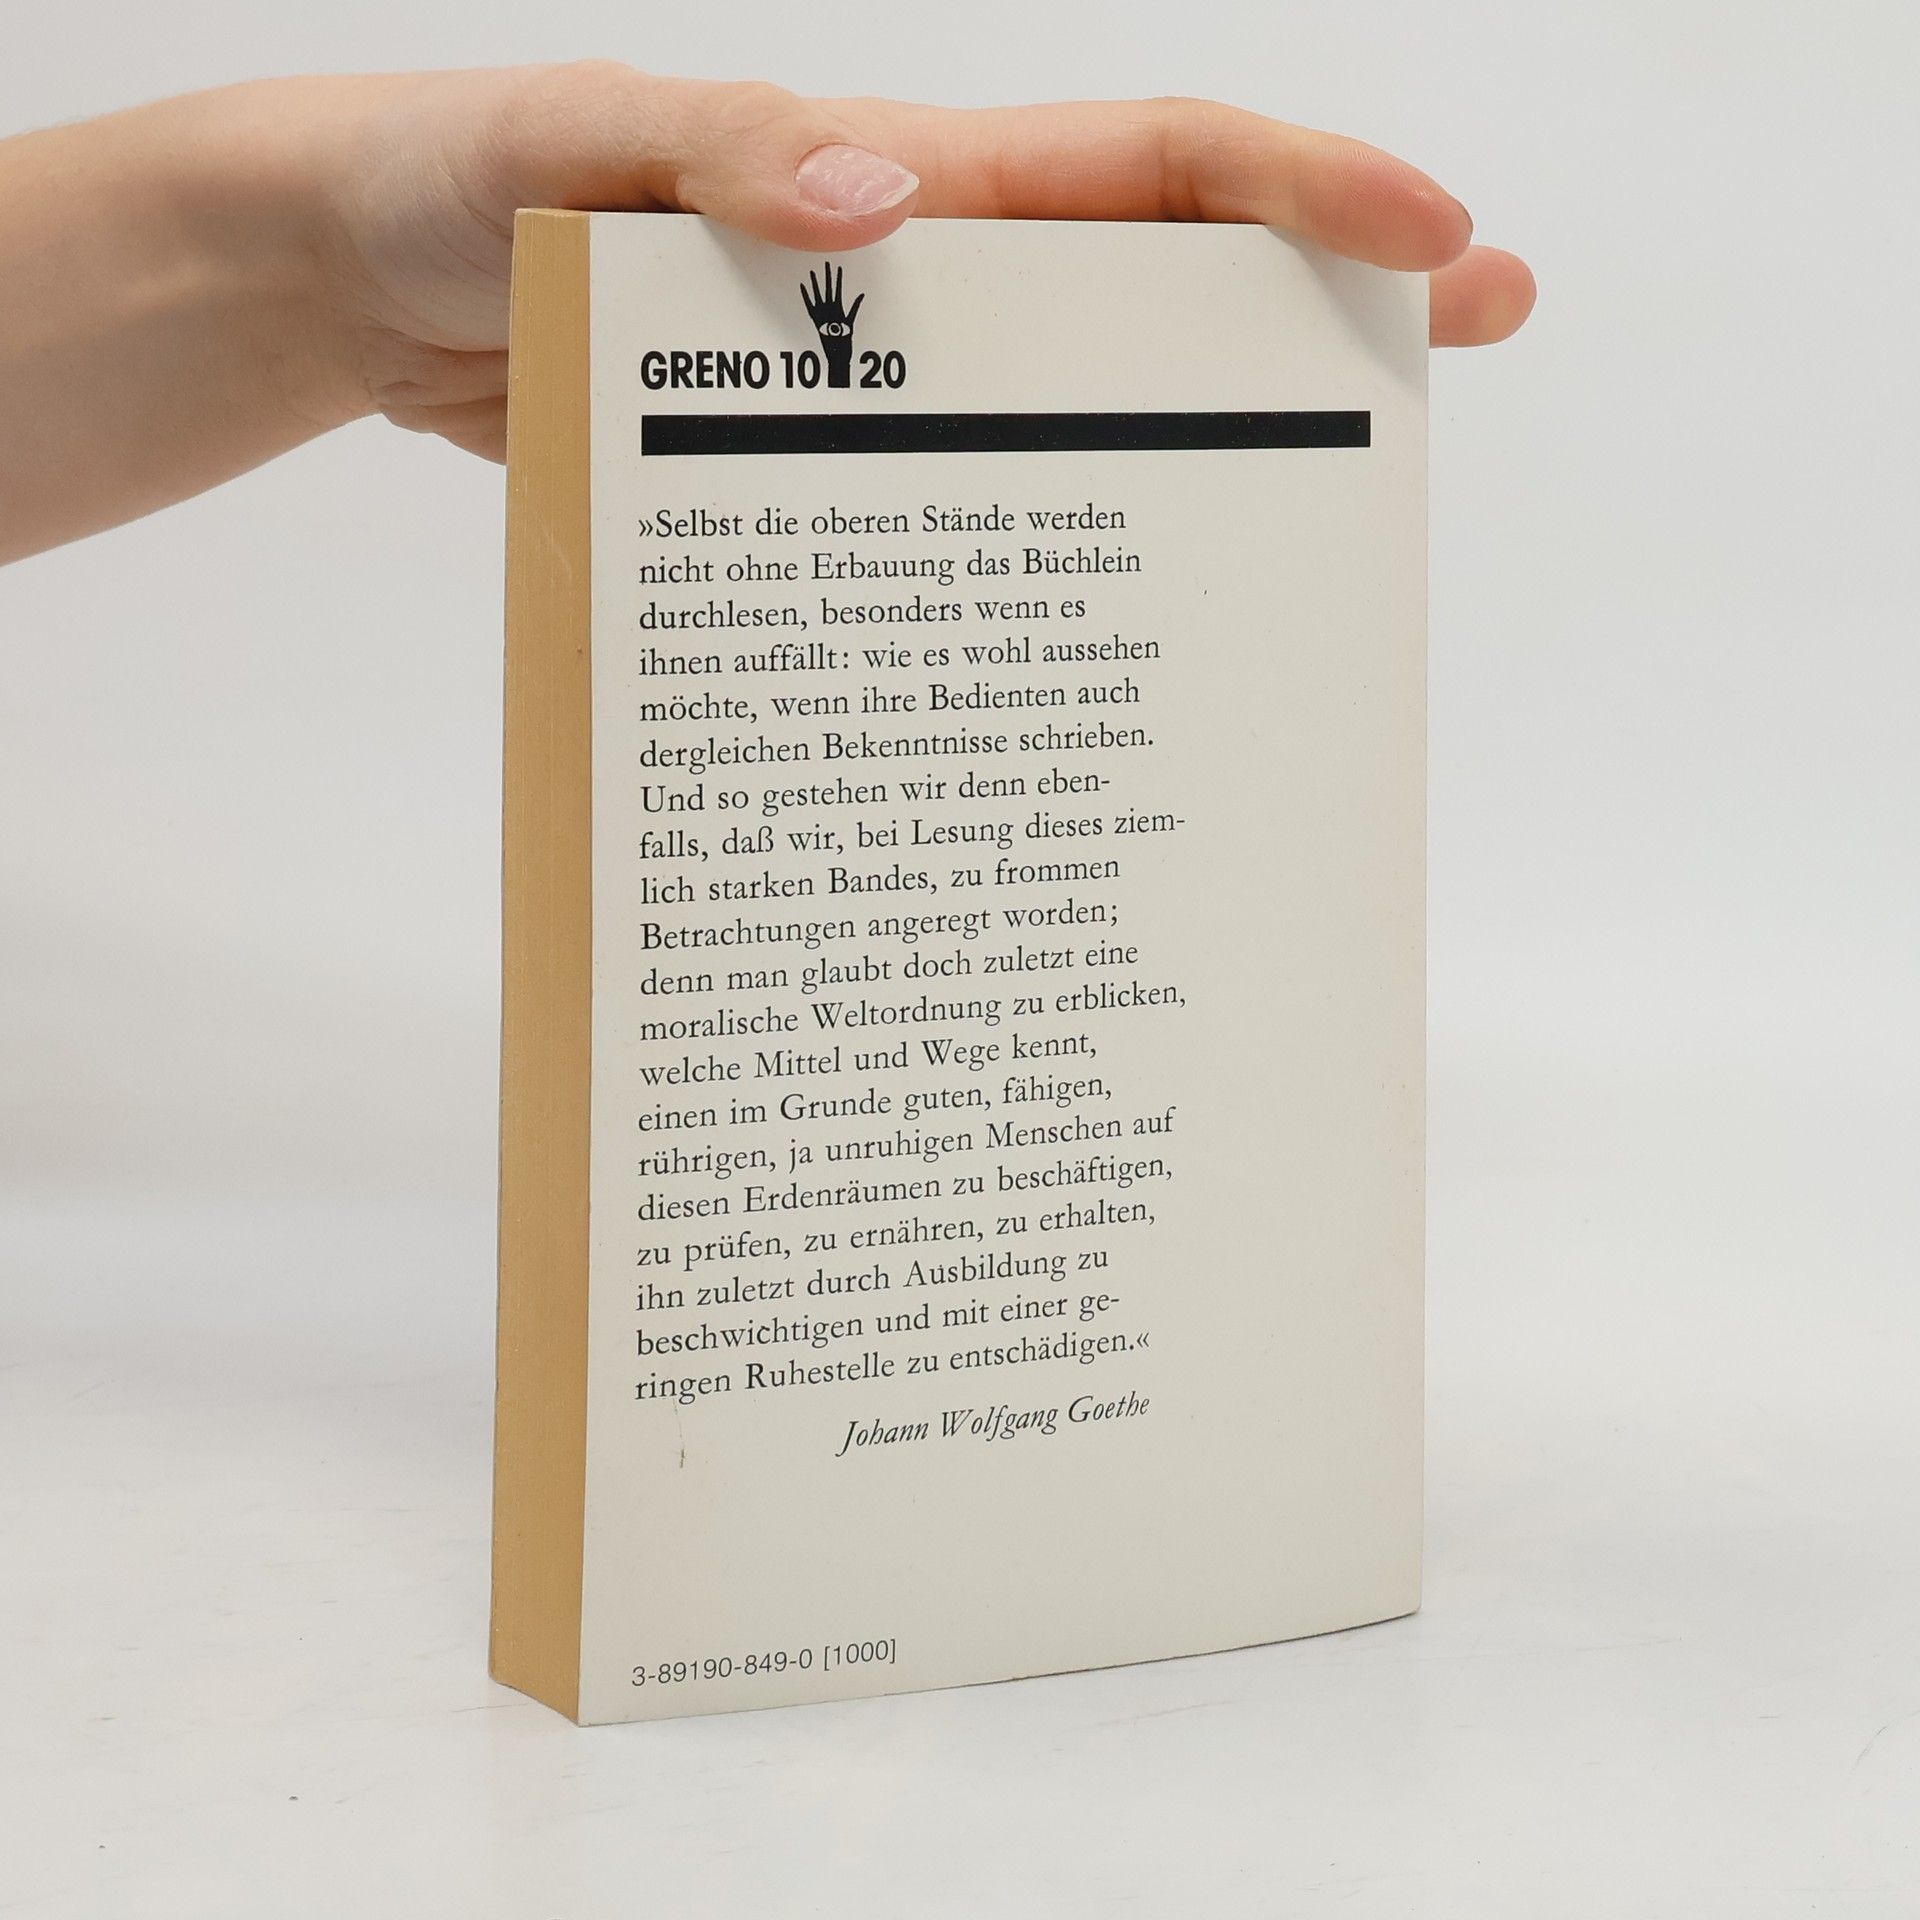 GRENO 10 20
»Selbst die oberen Stände werden
nicht ohne Erbauung das Büchlein
durchlesen, besonders wenn es
ihnen auffällt: wie es wohl aussehen
möchte, wenn ihre Bedienten auch
dergleichen Bekenntnisse schrieben.
Und so gestehen wir denn eben-
falls, daß wir, bei Lesung dieses ziem-
lich starken Bandes, zu frommen
Betrachtungen angeregt worden;
denn man glaubt doch zuletzt eine
moralische Weltordnung zu erblicken,
welche Mittel und Wege kennt,
einen im Grunde guten, fähigen,
rührigen, ja unruhigen Menschen auf
diesen Erdenräumen zu beschäftigen,
zu prüfen, zu ernähren, zu erhalten,
ihn zuletzt durch Ausbildung zu
beschwichtigen und mit einer ge-
ringen Ruhestelle zu entschädigen.«
Johann Wolfgang Goethe
3-89190-849-0 [1000]